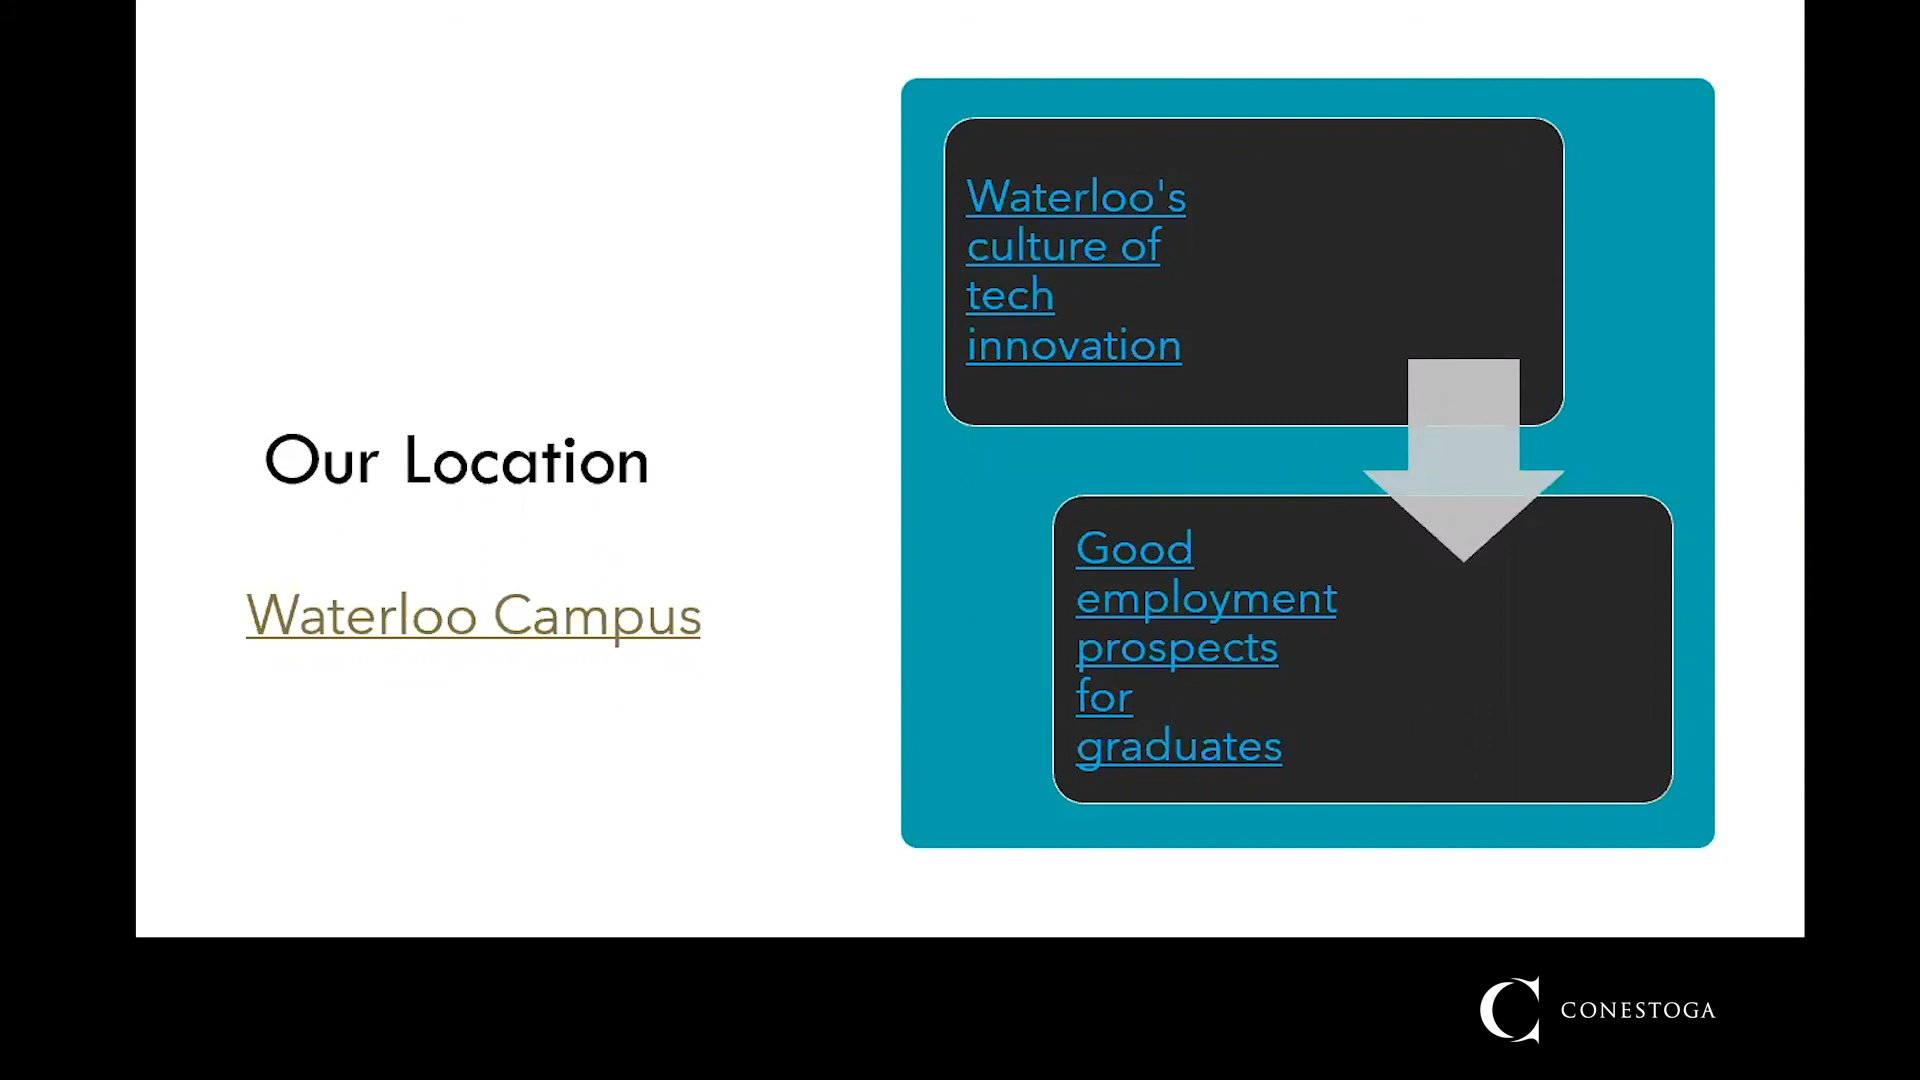 Our Location
Waterloo Campus
Waterloo's
culture of
tech
innovation
Good
employment
prospects
for
graduates
CONESTOGA